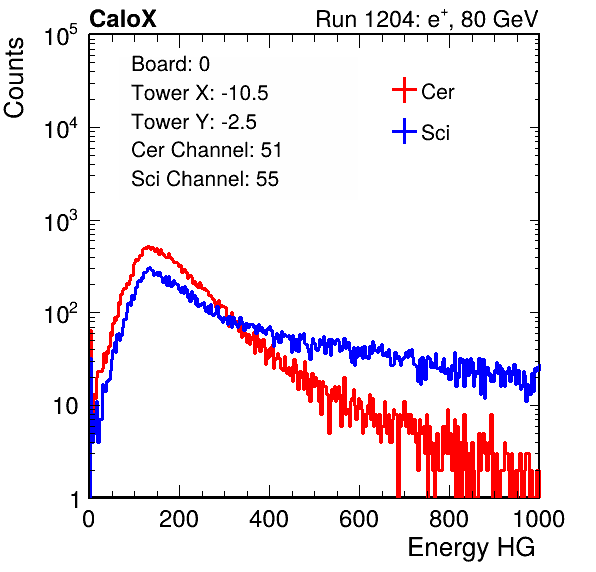 CaloX Run 1204: e⁺, 80 GeV
Counts
10⁵
10⁴
10³
10²
10
1
Board: 0
Tower X: -10.5
Tower Y: -2.5
Cer Channel: 51
Sci Channel: 55
Cer
Sci
0 200 400 600 800 1000
Energy HG